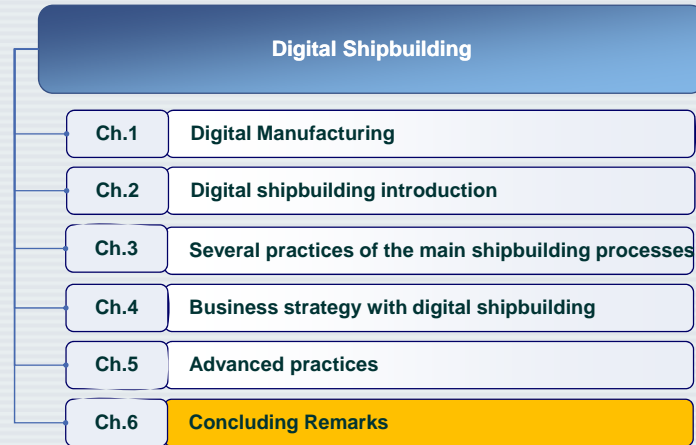 Digital Shipbuilding
Ch.1 Digital Manufacturing
Ch.2 Digital shipbuilding introduction
Ch.3 Several practices of the main shipbuilding processes
Ch.4 Business strategy with digital shipbuilding
Ch.5 Advanced practices
Ch.6 Concluding Remarks